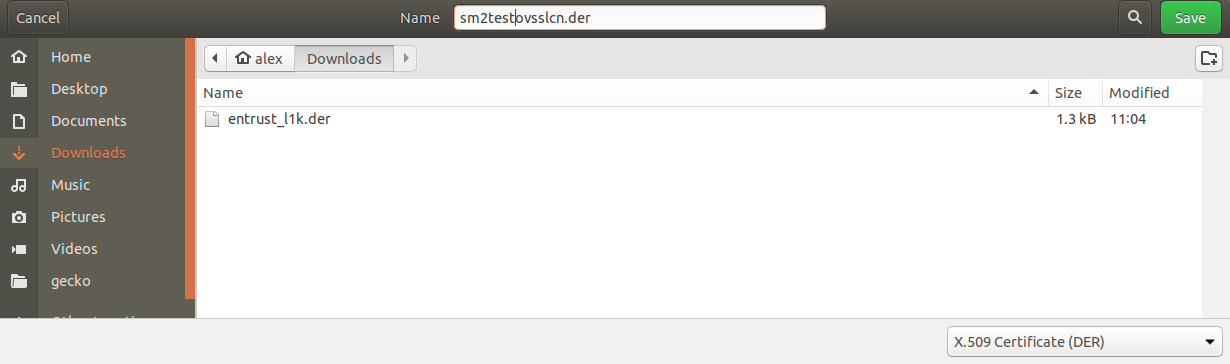 Cancel Name sm2testovsslcn.der Save
Home
alex Downloads
Desktop
Name Size Modified
Documents
entrust_l1k.der 1.3 kB 11:04
Downloads
Music
Pictures
Videos
gecko
X.509 Certificate (DER)